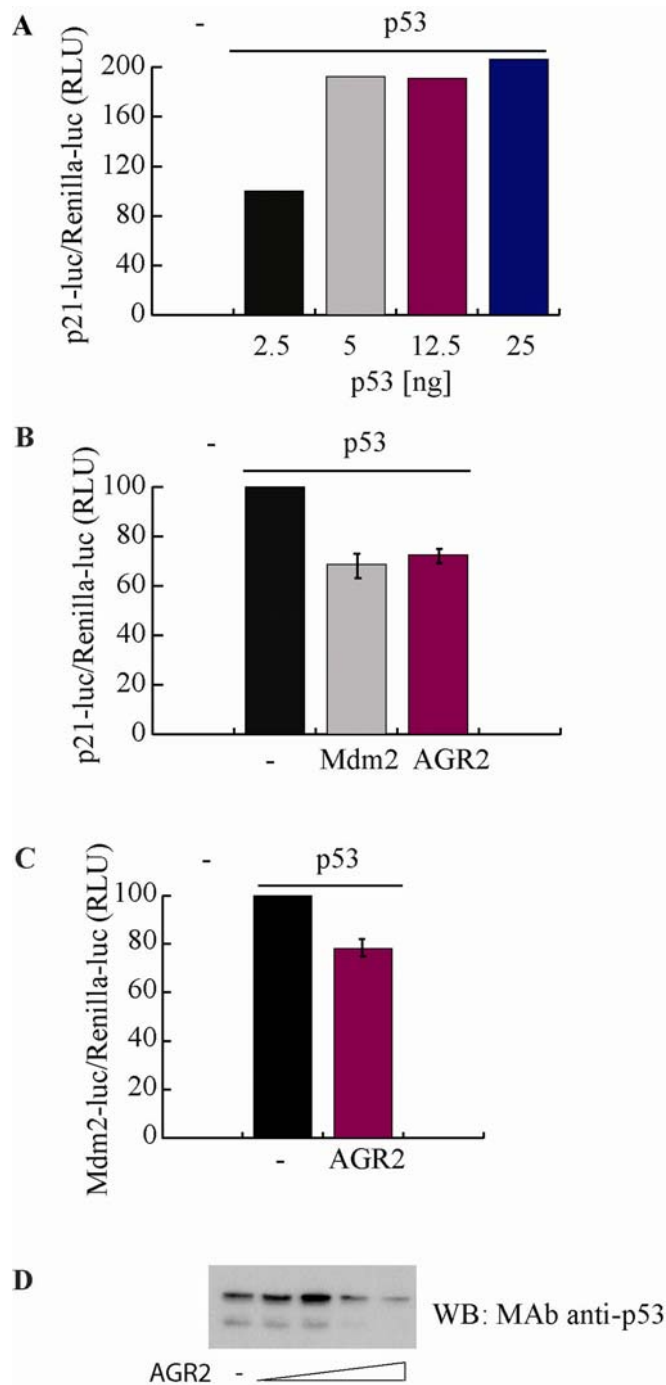 A
- p53
p21-luc/Renilla-luc (RLU)
200
160
120
80
40
0
2.5 5 12.5 25
p53 [ng]
B
- p53
p21-luc/Renilla-luc (RLU)
100
80
60
40
20
0
- Mdm2 AGR2
C
- p53
Mdm2-luc/Renilla-luc (RLU)
100
80
60
40
20
0
- AGR2
D
WB: MAb anti-p53
AGR2 -